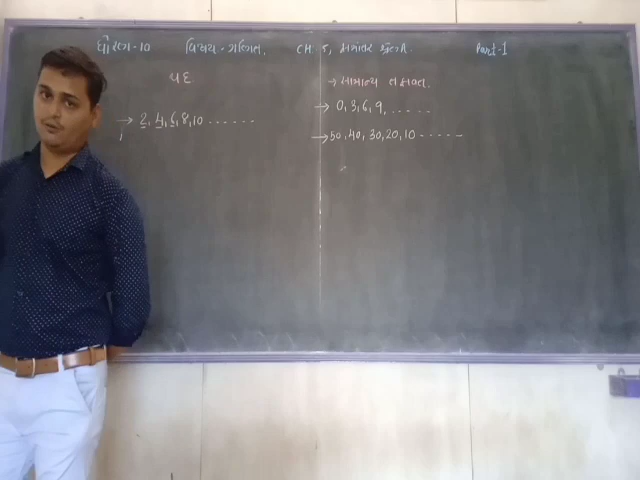 ધોરણ-10 વિષય-ગણિત. CH. 5, સમાંતર શ્રેણી Part-1
પદ
→ 2, 4, 6, 8, 10 ......
→ સામાન્ય તફાવત.
→ 0, 3, 6, 9, .....
→ 50, 40, 30, 20, 10 .....